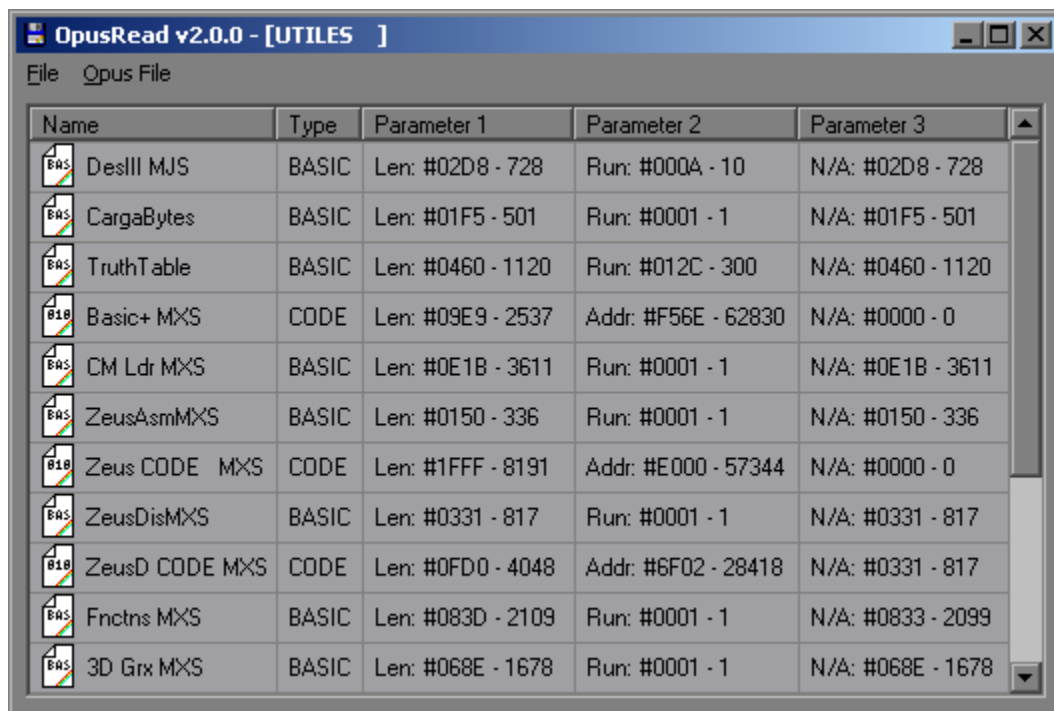 OpusRead v2.0.0 - [UTILES    ]
File Opus File
Name Type Parameter 1 Parameter 2 Parameter 3
BAS DesIII MJS BASIC Len: #02D8 - 728 Run: #000A - 10 N/A: #02D8 - 728
BAS CargaBytes BASIC Len: #01F5 - 501 Run: #0001 - 1 N/A: #01F5 - 501
BAS TruthTable BASIC Len: #0460 - 1120 Run: #012C - 300 N/A: #0460 - 1120
010 Basic+ MXS CODE Len: #09E9 - 2537 Addr: #F56E - 62830 N/A: #0000 - 0
BAS CM Ldr MXS BASIC Len: #0E1B - 3611 Run: #0001 - 1 N/A: #0E1B - 3611
BAS ZeusAsmMXS BASIC Len: #0150 - 336 Run: #0001 - 1 N/A: #0150 - 336
010 Zeus CODE   MXS CODE Len: #1FFF - 8191 Addr: #E000 - 57344 N/A: #0000 - 0
BAS ZeusDisMXS BASIC Len: #0331 - 817 Run: #0001 - 1 N/A: #0331 - 817
010 ZeusD CODE MXS CODE Len: #0FD0 - 4048 Addr: #6F02 - 28418 N/A: #0331 - 817
BAS Fnctns MXS BASIC Len: #083D - 2109 Run: #0001 - 1 N/A: #0833 - 2099
BAS 3D Grx MXS BASIC Len: #068E - 1678 Run: #0001 - 1 N/A: #068E - 1678